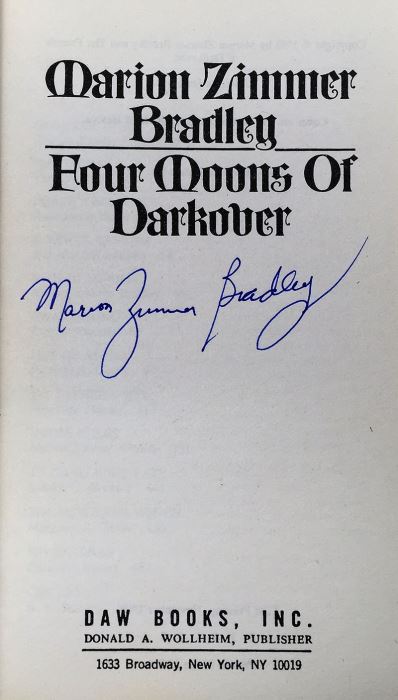 Marion Zimmer
Bradley
Four Moons Of
Darkover
Marion Zimmer Bradley
DAW BOOKS, INC.
DONALD A. WOLLHEIM, PUBLISHER
1633 Broadway, New York, NY 10019